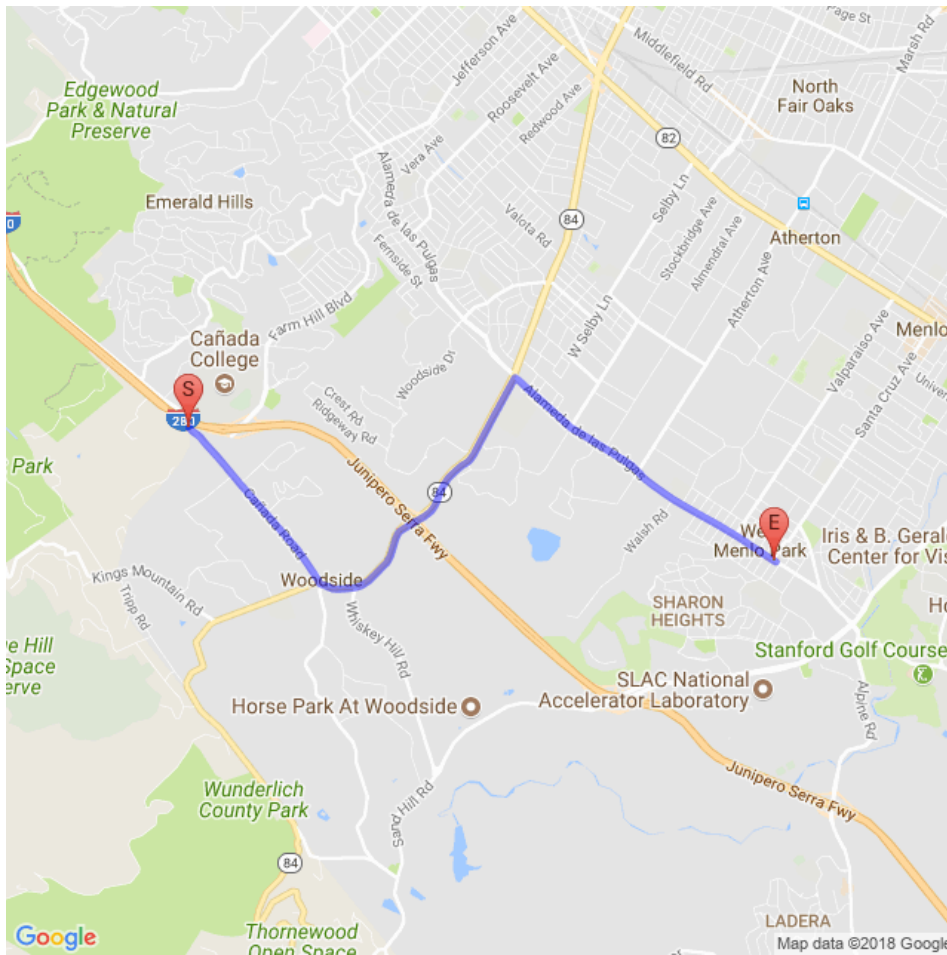 Page St
Marsh Rd
Middlefield Rd
Jefferson Ave
Roosevelt Ave
Redwood Ave
Edgewood
Park & Natural
Preserve
North
Fair Oaks
Vera Ave
82
Alameda de las Pulgas
Emerald Hills
Selby Ln
Valota Rd
84
Stockbridge Ave
Almendral Ave
Atherton
Fernside St
Atherton Ave
Farm Hill Blvd
W Selby Ln
Cañada
College
Menlo
Valparaiso Ave
Woodside Dr
Santa Cruz Ave
S
280
Crest Rd
Ridgeway Rd
Alameda de las Pulgas
Park
Junipero Serra Fwy
84
Cañada Road
Walsh Rd
E
Menlo Park
Iris & B. Geral
Center for Vis
Woodside
Kings Mountain Rd
Tripp Rd
Whiskey Hill Rd
SHARON
HEIGHTS
Hill
Space
Stanford Golf Course
SLAC National
Accelerator Laboratory
Horse Park At Woodside
Alpine Rd
Junipero Serra Fwy
Sand Hill Rd
Wunderlich
County Park
84
Thornewood
Open Space
LADERA
Google
Map data ©2018 Google